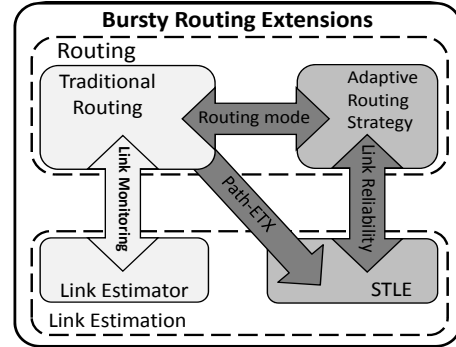 Bursty Routing Extensions
Routing
Traditional
Routing
Routing mode
Adaptive
Routing
Strategy
Link Monitoring
Path-ETX
Link Reliability
Link Estimator
STLE
Link Estimation